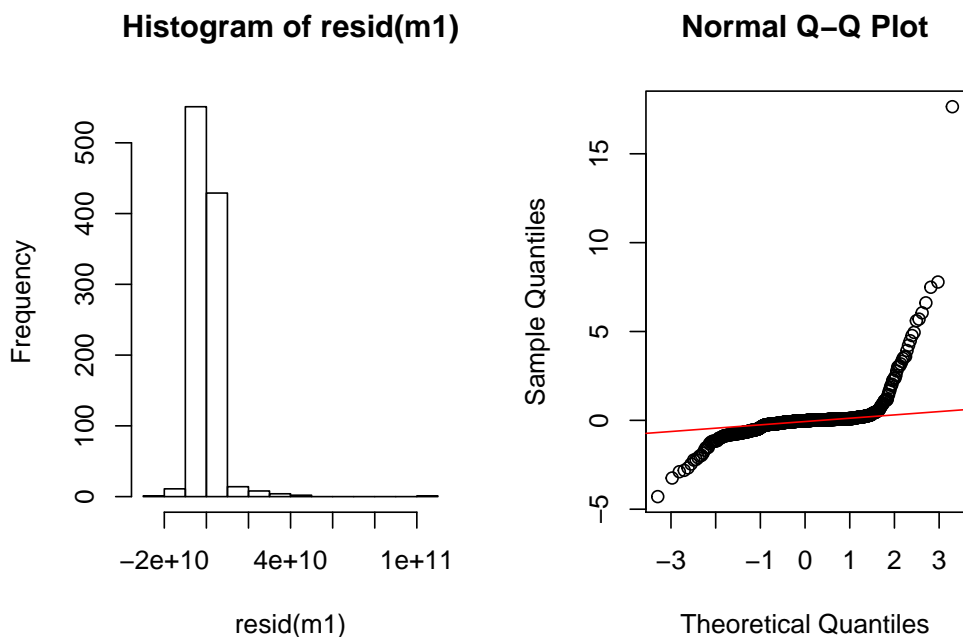 Histogram of resid(m1)
Frequency
0
100
200
300
400
500
−2e+10
4e+10
1e+11
resid(m1)
Normal Q−Q Plot
Sample Quantiles
−5
0
5
10
15
−3
−1
0
1
2
3
Theoretical Quantiles